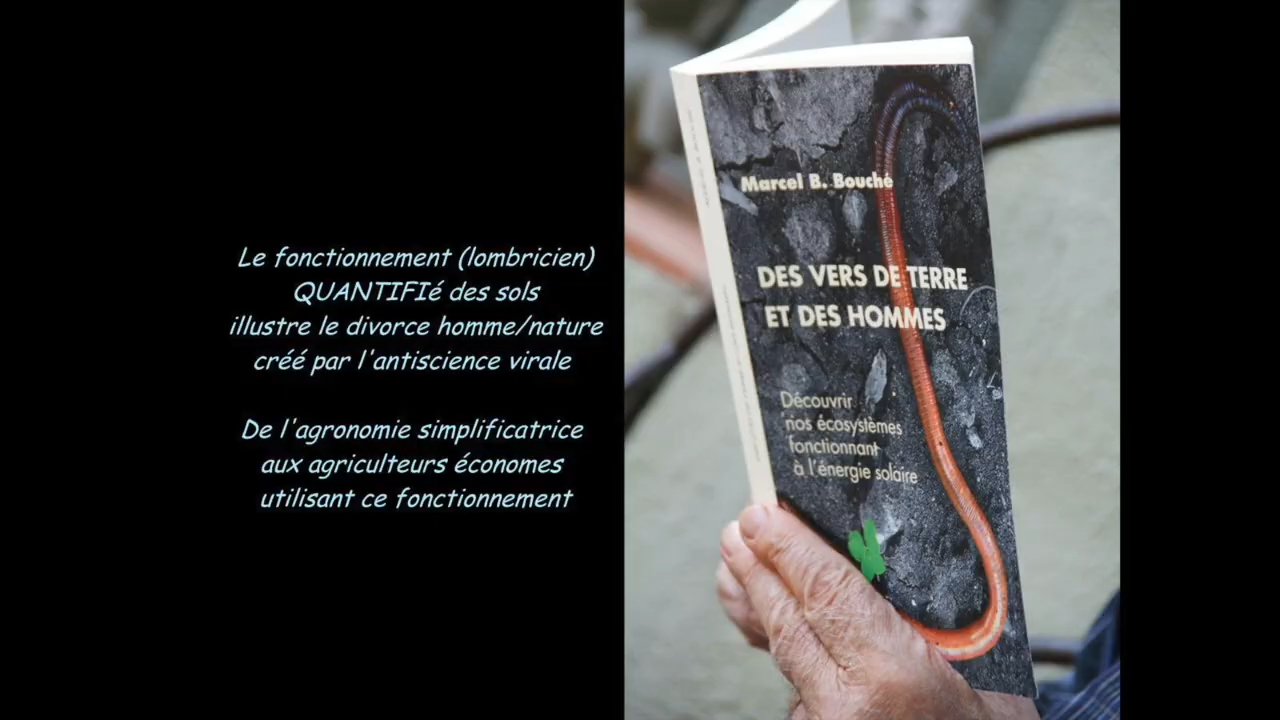 Le fonctionnement (lombricien)
QUANTIFIé des sols
illustre le divorce homme/nature
créé par l'antiscience virale
De l'agronomie simplificatrice
aux agriculteurs économes
utilisant ce fonctionnement
Marcel B. Bouché
DES VERS DE TERRE
ET DES HOMMES
Découvrir
nos écosystèmes
fonctionnant
à l'énergie solaire